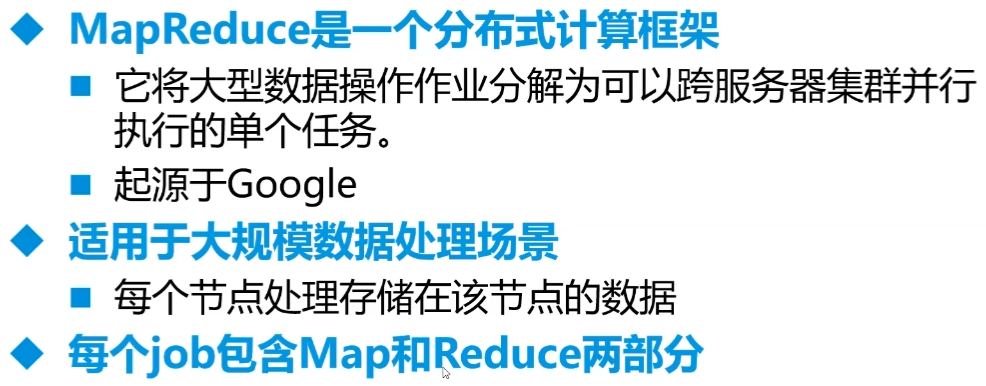 MapReduce是一个分布式计算框架
它将大型数据操作作业分解为可以跨服务器集群并行
执行的单个任务。
起源于Google
适用于大规模数据处理场景
每个节点处理存储在该节点的数据
每个job包含Map和Reduce两部分